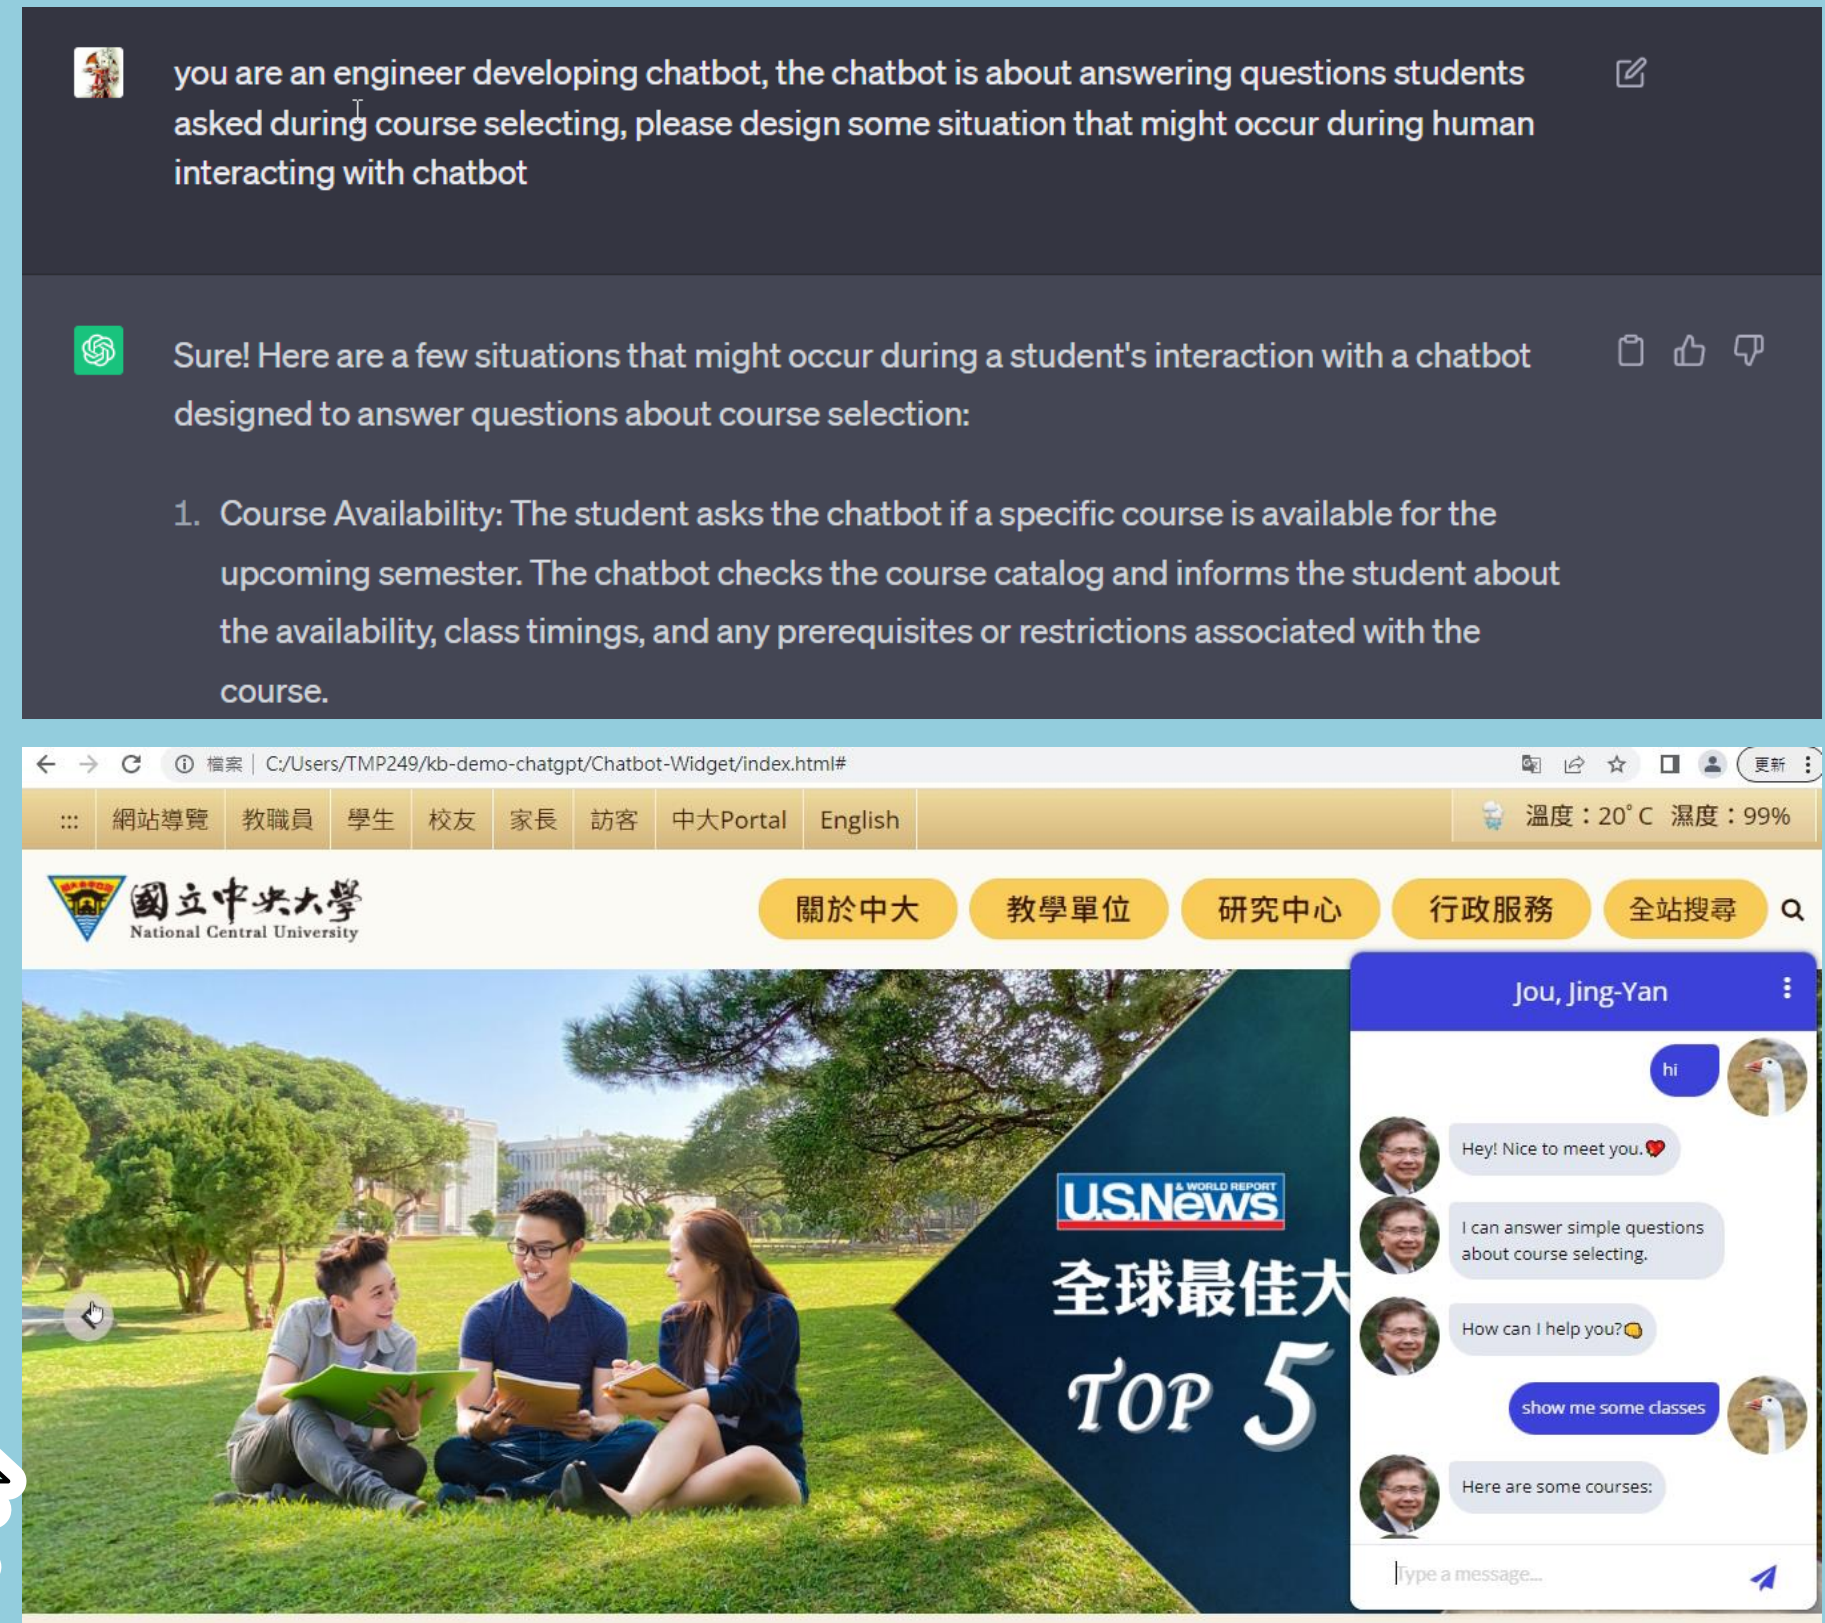 you are an engineer developing chatbot, the chatbot is about answering questions students
asked during course selecting, please design some situation that might occur during human
interacting with chatbot
Sure! Here are a few situations that might occur during a student's interaction with a chatbot
designed to answer questions about course selection:
1. Course Availability: The student asks the chatbot if a specific course is available for the
upcoming semester. The chatbot checks the course catalog and informs the student about
the availability, class timings, and any prerequisites or restrictions associated with the
course.
檔案 | C:/Users/TMP249/kb-demo-chatgpt/Chatbot-Widget/index.html#
更新
::: 網站導覽 教職員 學生 校友 家長 訪客 中大Portal English
溫度：20°C 濕度：99%
國立中央大學
National Central University
關於中大 教學單位 研究中心 行政服務 全站搜尋
U.S.News
& WORLD REPORT
全球最佳大
TOP 5
Jou, Jing-Yan
hi
Hey! Nice to meet you.
I can answer simple questions
about course selecting.
How can I help you?
show me some classes
Here are some courses:
Type a message...